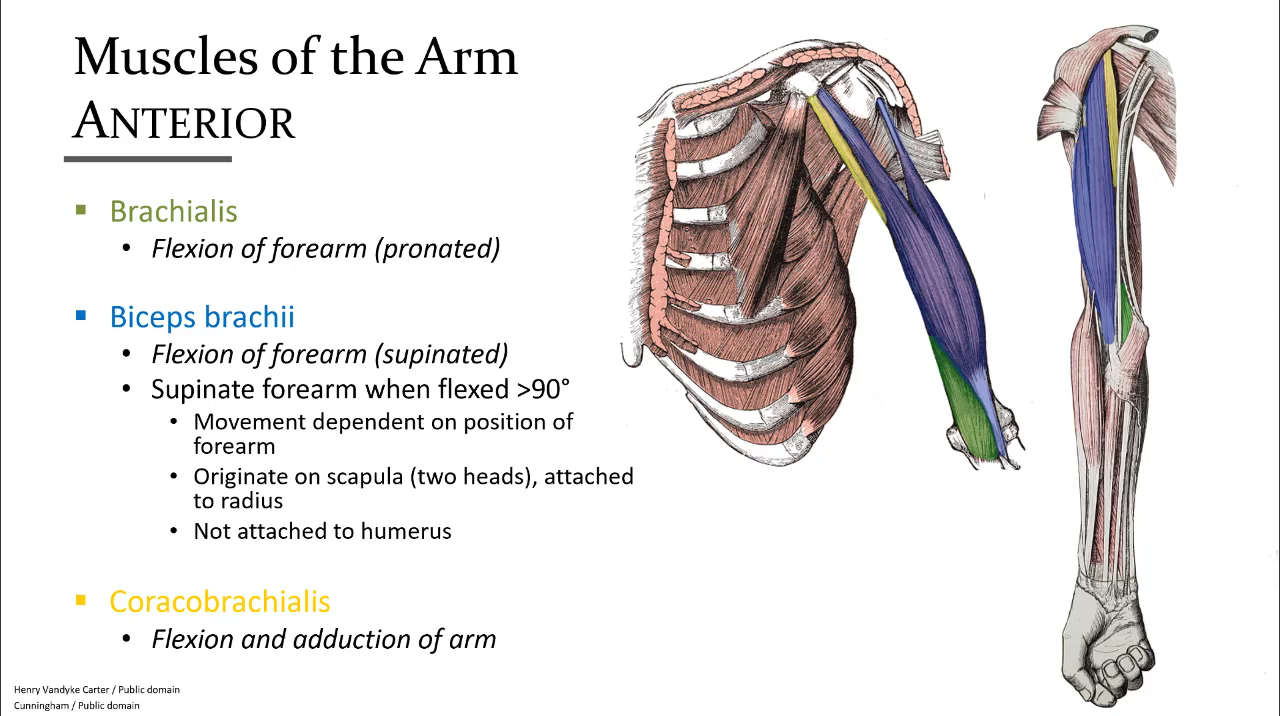 Muscles of the Arm
ANTERIOR
▪ Brachialis
• Flexion of forearm (pronated)
▪ Biceps brachii
• Flexion of forearm (supinated)
• Supinate forearm when flexed >90°
• Movement dependent on position of
forearm
• Originate on scapula (two heads), attached
to radius
• Not attached to humerus
▪ Coracobrachialis
• Flexion and adduction of arm
Henry Vandyke Carter / Public domain
Cunningham / Public domain